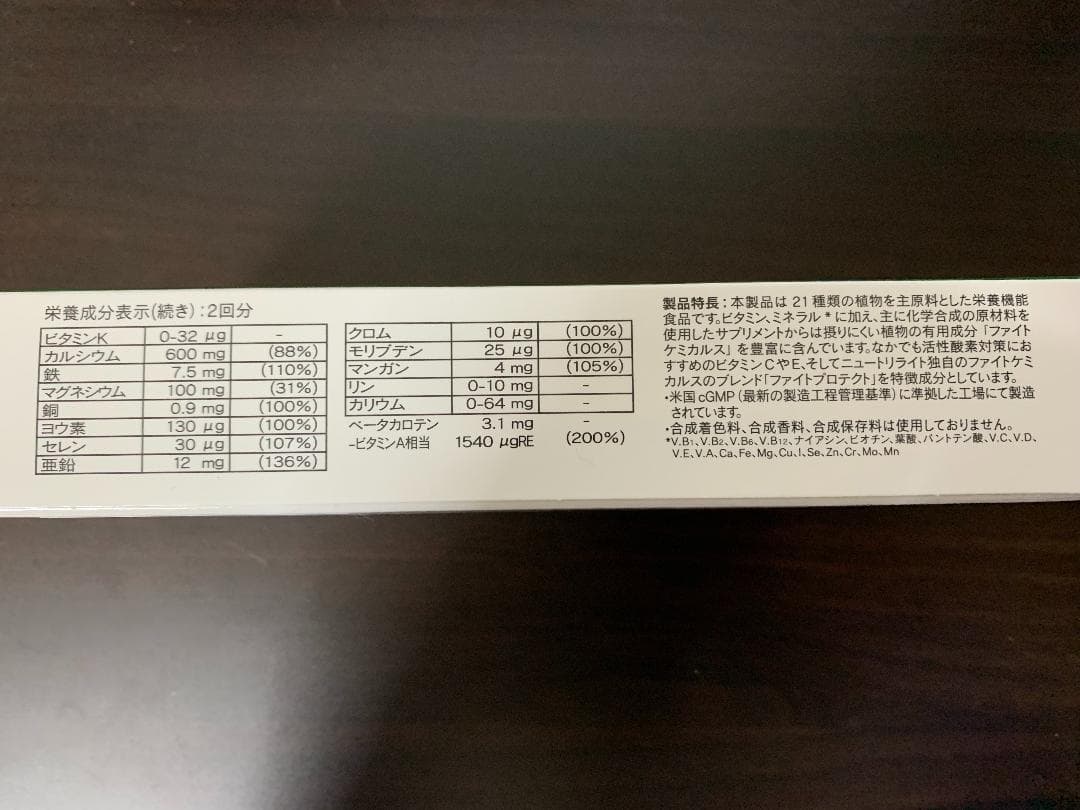 栄養成分表示(続き):2回分
ビタミンK 0-32 μg -
カルシウム 600 mg (88%)
鉄 7.5 mg (110%)
マグネシウム 100 mg (31%)
銅 0.9 mg (100%)
ヨウ素 130 μg (100%)
セレン 30 μg (107%)
亜鉛 12 mg (136%)
クロム 10 μg (100%)
モリブデン 25 μg (100%)
マンガン 4 mg (105%)
リン 0-10 mg -
カリウム 0-64 mg -
ベータカロテン 3.1 mg -
-ビタミンA相当 1540 μgRE (200%)
製品特長:本製品は21種類の植物を主原料とした栄養機能
食品です。ビタミン、ミネラル*に加え、主に化学合成の原材料を
使用したサプリメントからは摂りにくい植物の有用成分「ファイト
ケミカルス」を豊富に含んでいます。なかでも活性酸素対策にお
すすめのビタミンCやE、そしてニュートリライト独自のファイトケミ
カルスのブレンド「ファイトプロテクト」を特徴成分としています。
・米国cGMP(最新の製造工程管理基準)に準拠した工場にて製造
されています。
・合成着色料、合成香料、合成保存料は使用しておりません。
*V.B1、V.B2、V.B6、V.B12、ナイアシン、ビオチン、葉酸、パントテン酸、V.C、V.D、
V.E、V.A、Ca、Fe、Mg、Cu、I、Se、Zn、Cr、Mo、Mn